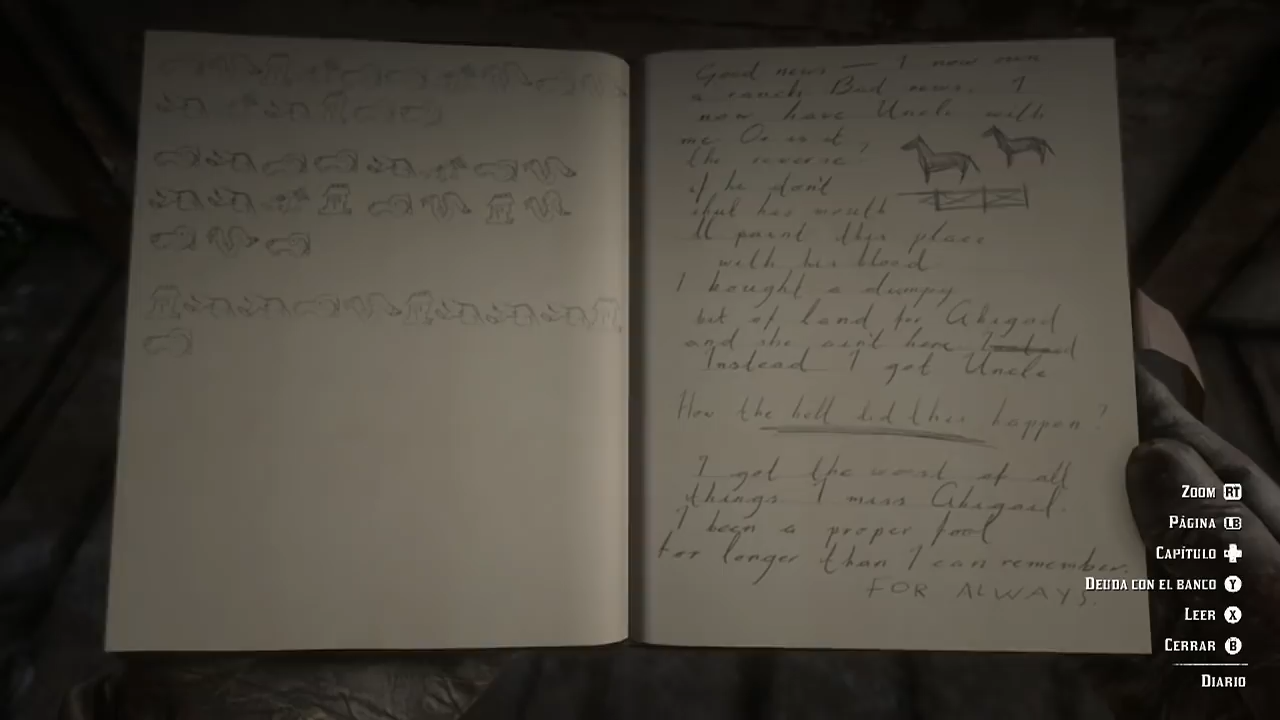 Good news — I now own
a ranch Bad news. I
now have Uncle with
me Or is it,
the reverse?
if he don't
shut his mouth
I'll paint this place
with his blood
I bought a dumpy
bit of land for Abigail
and she ain't here
Instead I got Uncle
How the hell did this happen?
I got the worst of all
things I miss Abigail.
I been a proper fool
for longer than I can remember.
FOR ALWAYS.
ZOOM RT
PÁGINA LB
CAPÍTULO
DEUDA CON EL BANCO Y
LEER X
CERRAR B
DIARIO